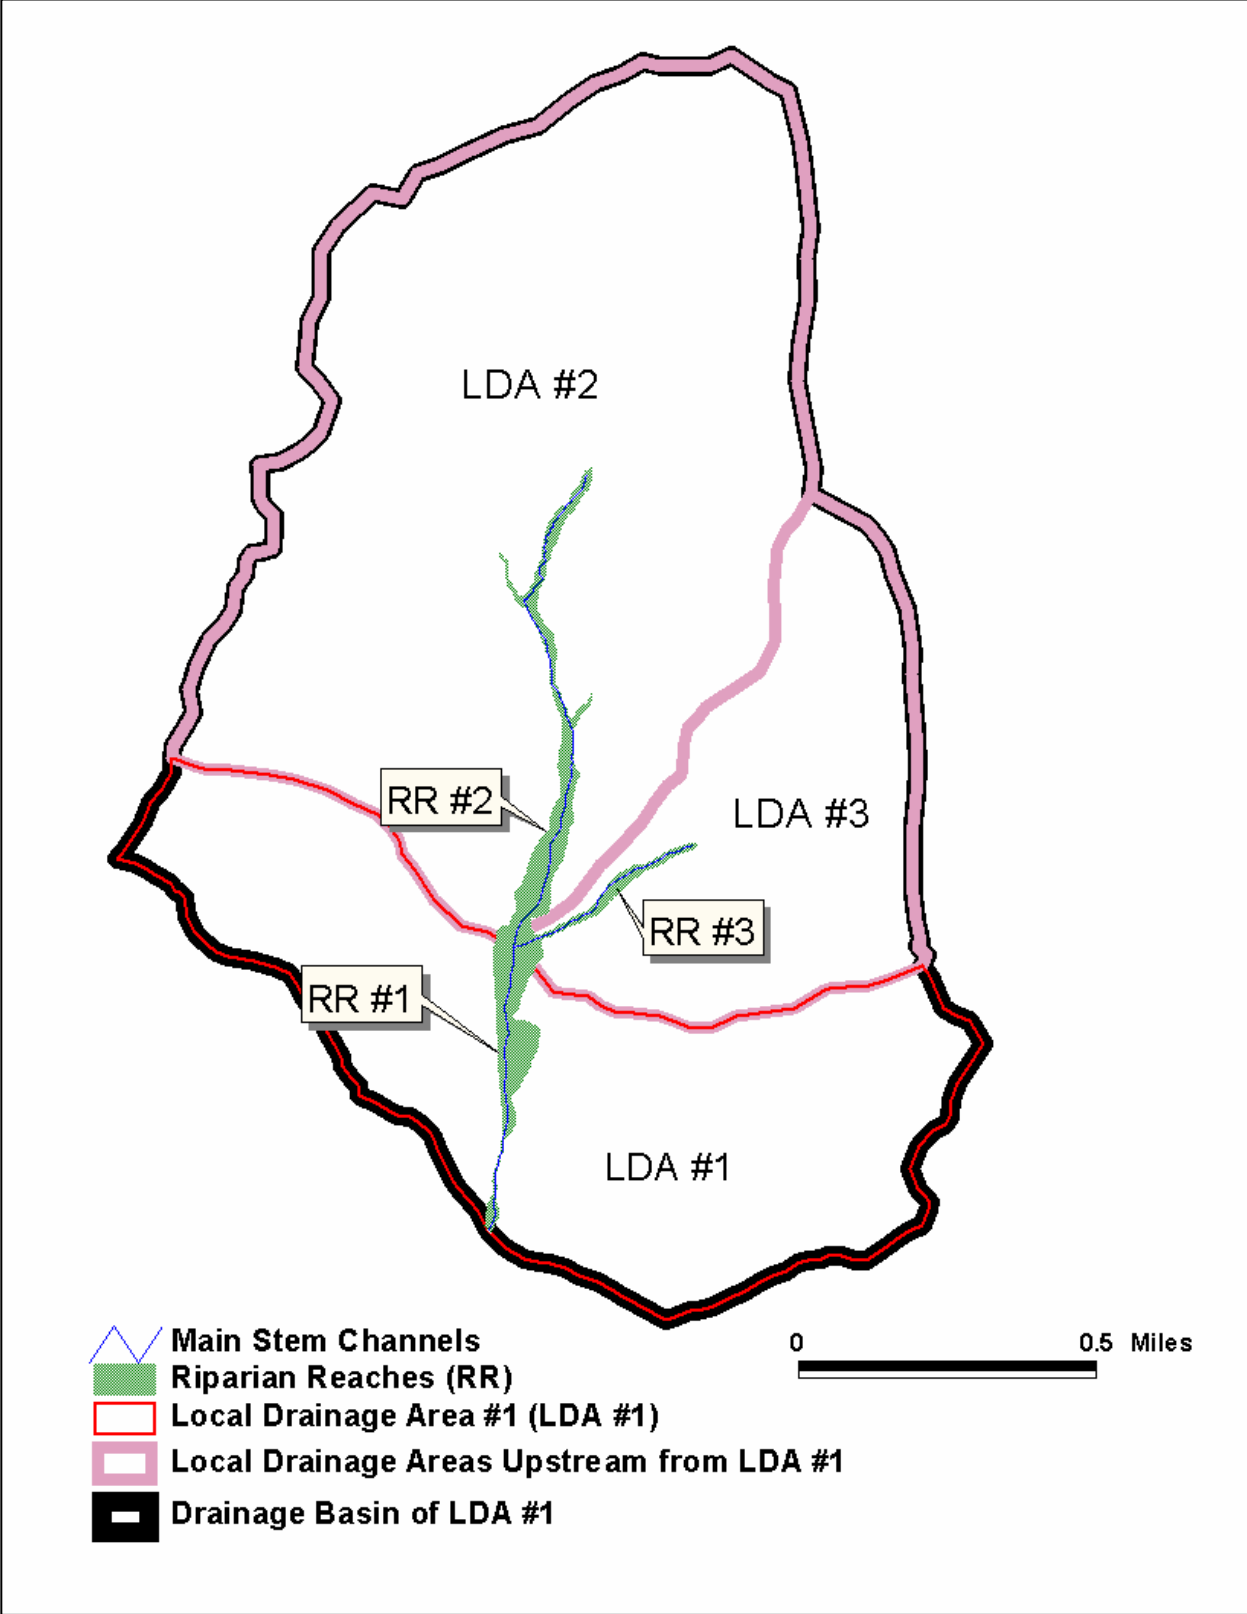 LDA #2
RR #2
LDA #3
RR #3
RR #1
LDA #1
Main Stem Channels
Riparian Reaches (RR)
Local Drainage Area #1 (LDA #1)
Local Drainage Areas Upstream from LDA #1
Drainage Basin of LDA #1
0 0.5 Miles